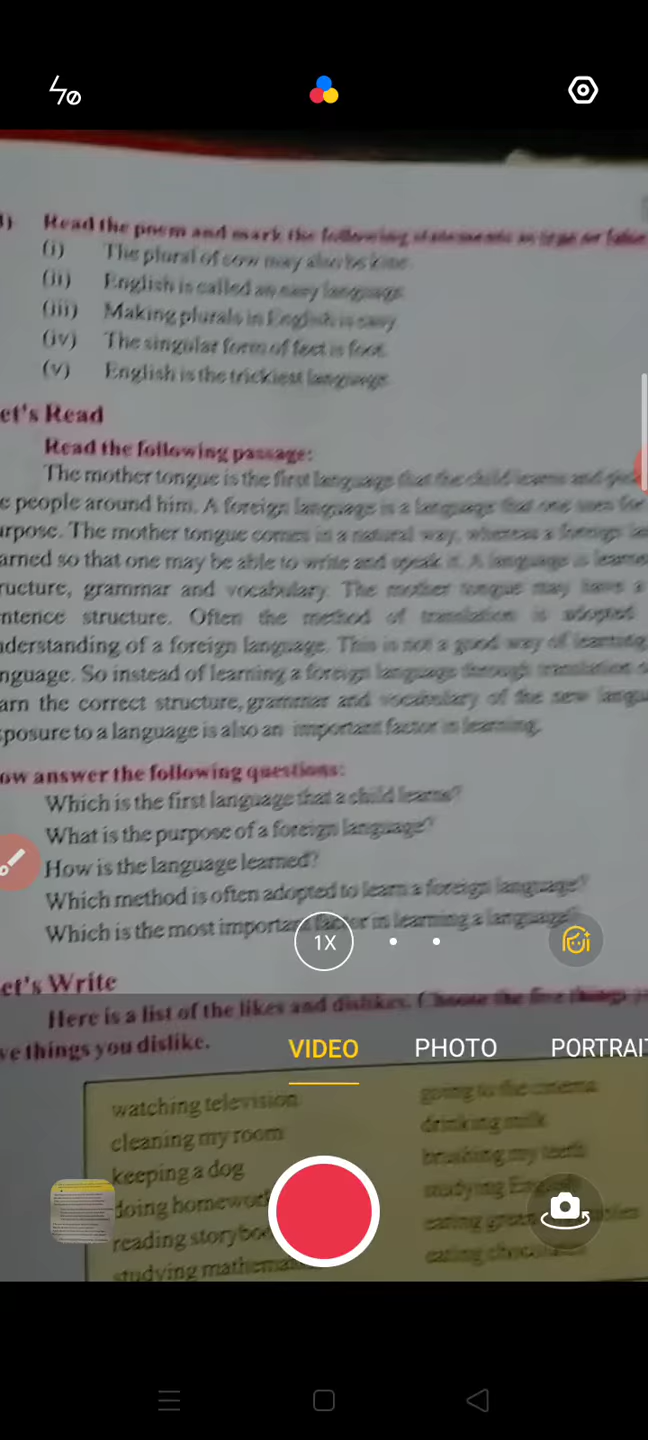 Read the poem and mark the following statements as true or false
(i) The plural of cow may also be kine.
(ii) English is called an easy language.
(iii) Making plurals in English is easy.
(iv) The singular form of feet is foot.
(v) English is the trickiest language.
et's Read
Read the following passage:
The mother tongue is the first language that the child learns and
e people around him. A foreign language is a language that one uses for
urpose. The mother tongue comes in a natural way, whereas a foreign
arned so that one may be able to write and speak it. A language is
ructure, grammar and vocabulary. The mother tongue may have a
ntence structure. Often the method of translation is adopted
nderstanding of a foreign language. This is not a good way of learning
nguage. So instead of learning a foreign language through translation
arn the correct structure, grammar and vocabulary of the new
posure to a language is also an important factor in learning.
ow answer the following questions:
Which is the first language that a child learns?
What is the purpose of a foreign language?
How is the language learned?
Which method is often adopted to learn a foreign language?
Which is the most important factor in learning a language?
1X
et's Write
Here is a list of the likes and dislikes. Choose the five things
ve things you dislike.
VIDEO PHOTO PORTRAIT
watching television going to the cinema
cleaning my room drinking milk
keeping a dog brushing my teeth
doing homework studying English
reading storybo eating
studying mathema eating